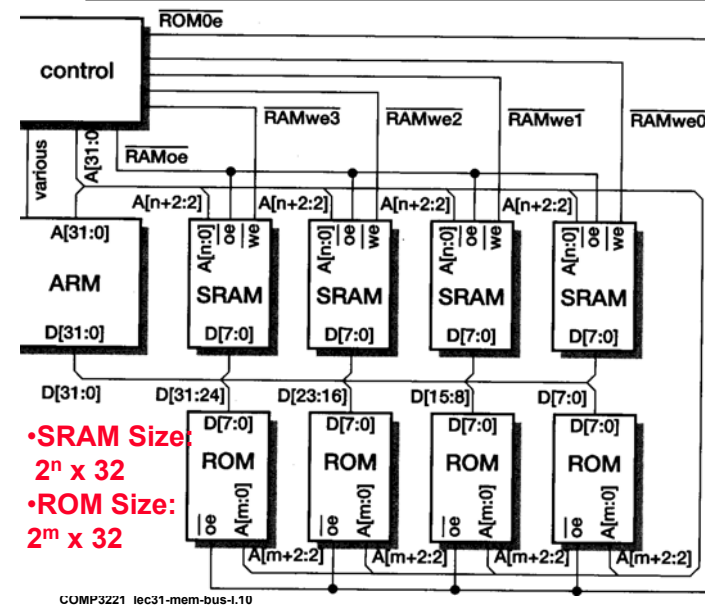 ROM0e
control
RAMwe3 RAMwe2 RAMwe1 RAMwe0
various
A[31:0]
RAMoe
A[n+2:2] A[n+2:2] A[n+2:2] A[n+2:2]
A[31:0]
ARM
D[31:0]
A[n:0] oe we
SRAM
D[7:0]
A[n:0] oe we
SRAM
D[7:0]
A[n:0] oe we
SRAM
D[7:0]
A[n:0] oe we
SRAM
D[7:0]
D[31:0] D[31:24] D[23:16] D[15:8] D[7:0]
•SRAM Size:
2ⁿ x 32
•ROM Size:
2ᵐ x 32
D[7:0]
ROM
oe A[m:0]
D[7:0]
ROM
oe A[m:0]
D[7:0]
ROM
oe A[m:0]
D[7:0]
ROM
oe A[m:0]
A[m+2:2] A[m+2:2] A[m+2:2] A[m+2:2]
COMP3221 lec31-mem-bus-I.10